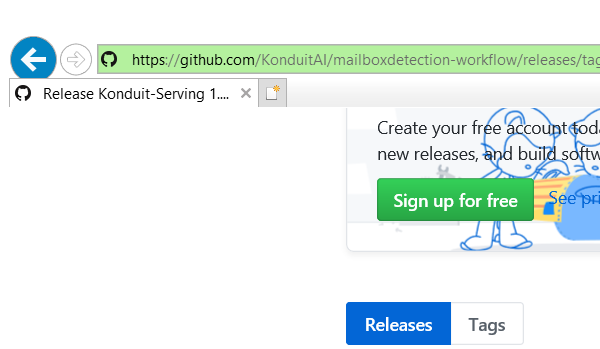 https://github.com/KonduitAI/mailboxdetection-workflow/releases/tag
Release Konduit-Serving 1....
Create your free account toda
new releases, and build softw
Sign up for free
See pri
Releases
Tags